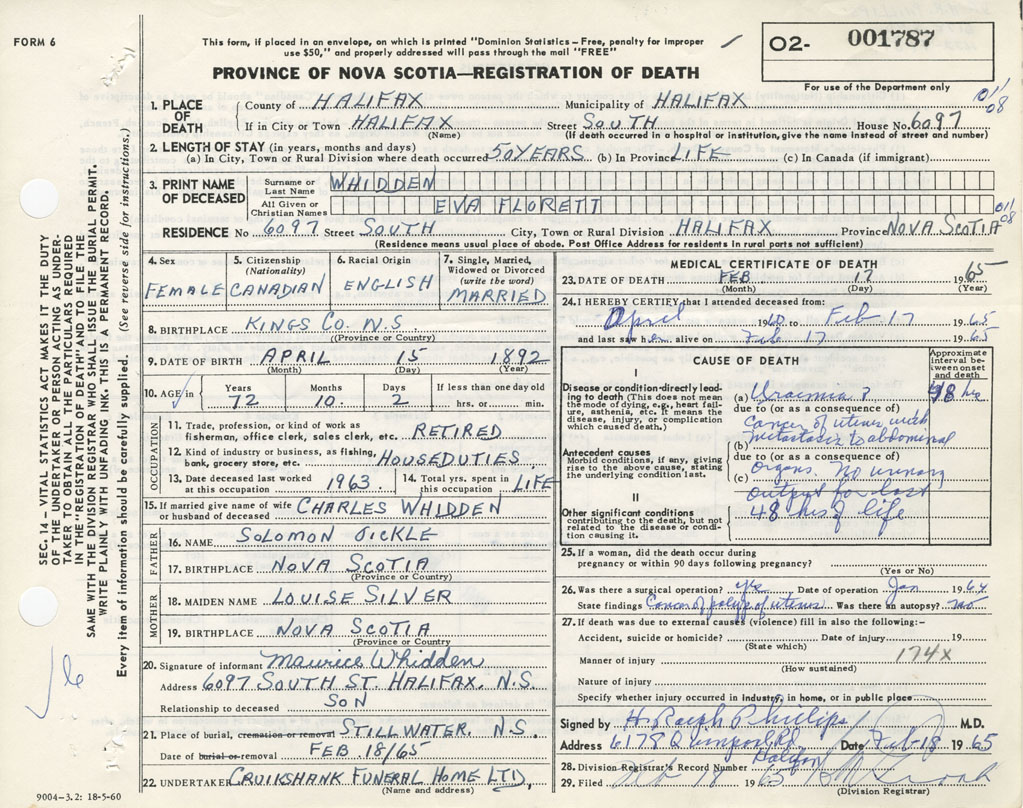 FORM 6
This form, if placed in an envelope, on which is printed "Dominion Statistics – Free, penalty for improper
use $50," and properly addressed will pass through the mail "FREE"
PROVINCE OF NOVA SCOTIA—REGISTRATION OF DEATH
02- 001787
For use of the Department only
1. PLACE OF DEATH County of HALIFAX Municipality of HALIFAX
If in City or Town HALIFAX Street SOUTH House No. 6097
(Name) (If death occurred in a hospital or institution, give the name instead of street and number)
011/08
2. LENGTH OF STAY (in years, months and days)
(a) In City, Town or Rural Division where death occurred 50 YEARS (b) In Province LIFE (c) In Canada (if immigrant)
3. PRINT NAME OF DECEASED Surname or Last Name WHIDDEN
All Given or Christian Names EVA FLORETT
011/08
RESIDENCE No 6097 Street SOUTH City, Town or Rural Division HALIFAX Province NOVA SCOTIA
(Residence means usual place of abode. Post Office Address for residents in rural parts not sufficient)
4. Sex FEMALE
5. Citizenship (Nationality) CANADIAN
6. Racial Origin ENGLISH
7. Single, Married, Widowed or Divorced (write the word) MARRIED
8. BIRTHPLACE KINGS CO. N.S
((Province or Country)
9. DATE OF BIRTH APRIL 15 1892
(Month) (Day) (Year)
10. AGE in Years 72 Months 10. Days 2 If less than one day old hrs. or min.
OCCUPATION
11. Trade, profession, or kind of work as
fisherman, office clerk, sales clerk, etc. RETIRED
12. Kind of industry or business, as fishing,
bank, grocery store, etc. HOUSEDUTIES
13. Date deceased last worked at this occupation 1963
14. Total yrs. spent in this occupation LIFE
15. If married give name of wife or husband of deceased CHARLES WHIDDEN
FATHER
16. NAME SOLOMON SICKLE
17. BIRTHPLACE NOVA SCOTIA
(Province or Country)
MOTHER
18. MAIDEN NAME LOUISE SILVER
19. BIRTHPLACE NOVA SCOTIA
(Province or Country)
20. Signature of informant Maurice Whidden
Address 6097 SOUTH ST. HALIFAX, N.S.
Relationship to deceased SON
21. Place of burial, cremation or removal STILLWATER, N.S.
Date of burial or removal FEB 18/65
22. UNDERTAKER CRUIKSHANK FUNERAL HOME LTD,
(Name and address)
MEDICAL CERTIFICATE OF DEATH
23. DATE OF DEATH FEB 17 1965
(Month) (Day) (Year)
24. I HEREBY CERTIFY that I attended deceased from:
April 1960 to Feb 17 1965
and last saw her alive on Feb 17 1965
CAUSE OF DEATH
Approximate interval between onset and death
I
Disease or condition directly leading to death (This does not mean the mode of dying, e.g., heart failure, asthenia, etc. It means the disease, injury, or complication which caused death.)
(a) Uraemia ? 48 hrs
due to (or as a consequence of)
Cancer of uterus with
(b) metastasis to abdominal
Antecedent causes
Morbid conditions, if any, giving rise to the above cause, stating the underlying condition last.
due to (or as a consequence of)
(c) organs. No urinary
output for last
48 hrs of life
II
Other significant conditions
contributing to the death, but not related to the disease or condition causing it.
25. If a woman, did the death occur during
pregnancy or within 90 days following pregnancy?
(Yes or No)
26. Was there a surgical operation? yes Date of operation Jan 1964
State findings Cancer of polyp of uterus Was there an autopsy? no
27. If death was due to external causes (violence) fill in also the following:-
Accident, suicide or homicide? Date of injury 19
(State which)
Manner of injury 174X
(How sustained)
Nature of injury
Specify whether injury occurred in industry, in home, or in public place
Signed by H. Ralph Phillips M.D.
Address 6178 Quinpool Rd Halifax Date Feb 18 1965
28. Division Registrar's Record Number
29. Filed Feb 18 1965
(Division Registrar)
SEC. 14 – VITAL STATISTICS ACT MAKES IT THE DUTY
OF THE UNDERTAKER OR PERSON ACTING AS UNDER-
TAKER TO OBTAIN ALL THE PARTICULARS REQUIRED
IN THE "REGISTRATION OF DEATH" AND TO FILE THE
SAME WITH THE DIVISION REGISTRAR WHO SHALL ISSUE THE BURIAL PERMIT.
WRITE PLAINLY WITH UNFADING INK. THIS IS A PERMANENT RECORD.
Every item of information should be carefully supplied. (See reverse side for instructions.)
9004-3.2: 18-5-60